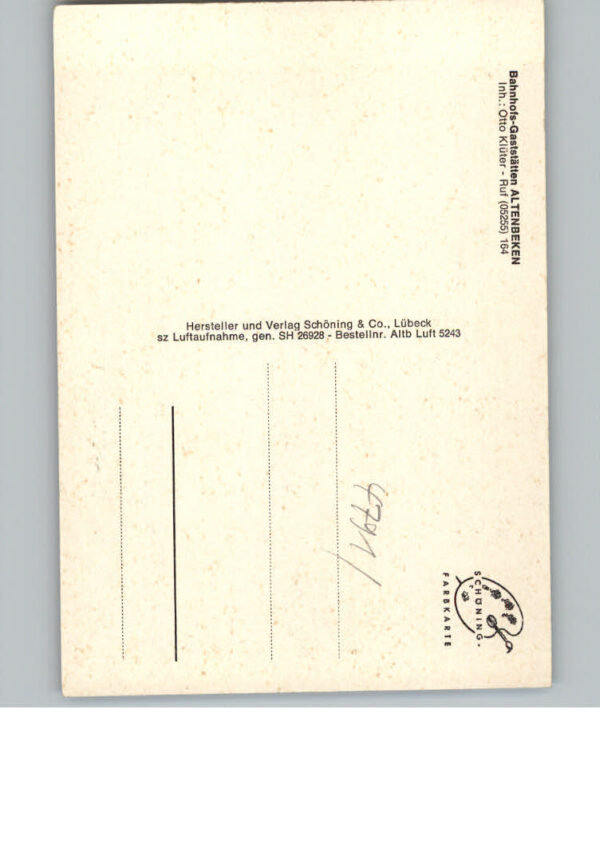 Bahnhofs-Gaststätten ALTENBEKEN
Inh.: Otto Klüter - Ruf (05255) 164
Hersteller und Verlag Schöning & Co., Lübeck
sz Luftaufnahme, gen. SH 26928 - Bestellnr. Altb Luft 5243
4791/
SCHÖNING-
FARBKARTE